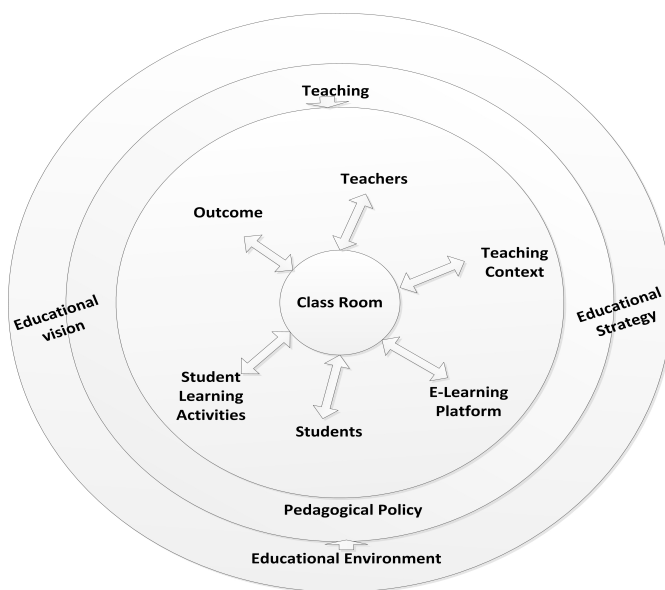 Teaching
Teachers
Outcome
Teaching
Context
Class Room
Educational
vision
Educational
Strategy
Student
Learning
Activities
E-Learning
Platform
Students
Pedagogical Policy
Educational Environment